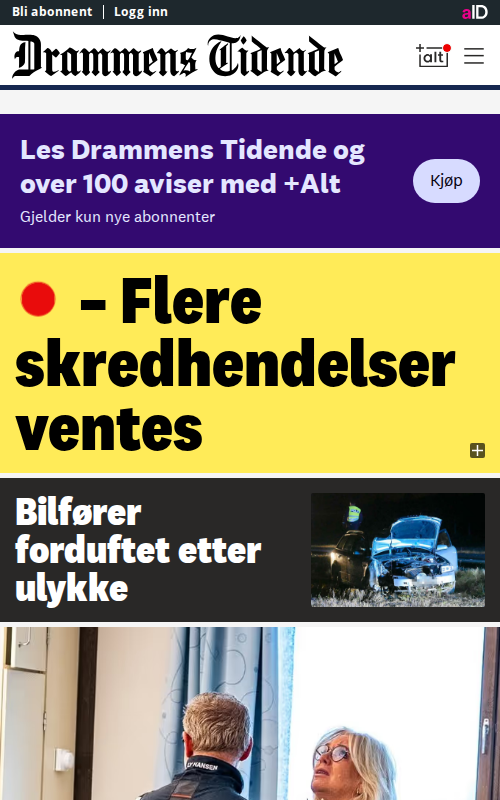 Bli abonnent
Logg inn
aID
Drammens Tidende
+alt
Les Drammens Tidende og
over 100 aviser med +Alt
Gjelder kun nye abonnenter
Kjøp
– Flere
skredhendelser
ventes
Bilfører
forduftet etter
ulykke